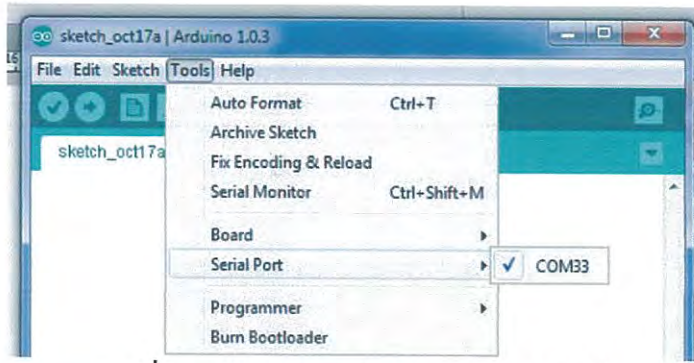 sketch_oct17a | Arduino 1.0.3
File Edit Sketch Tools Help
sketch_oct17a
Auto Format Ctrl+T
Archive Sketch
Fix Encoding & Reload
Serial Monitor Ctrl+Shift+M
Board
Serial Port
COM33
Programmer
Burn Bootloader